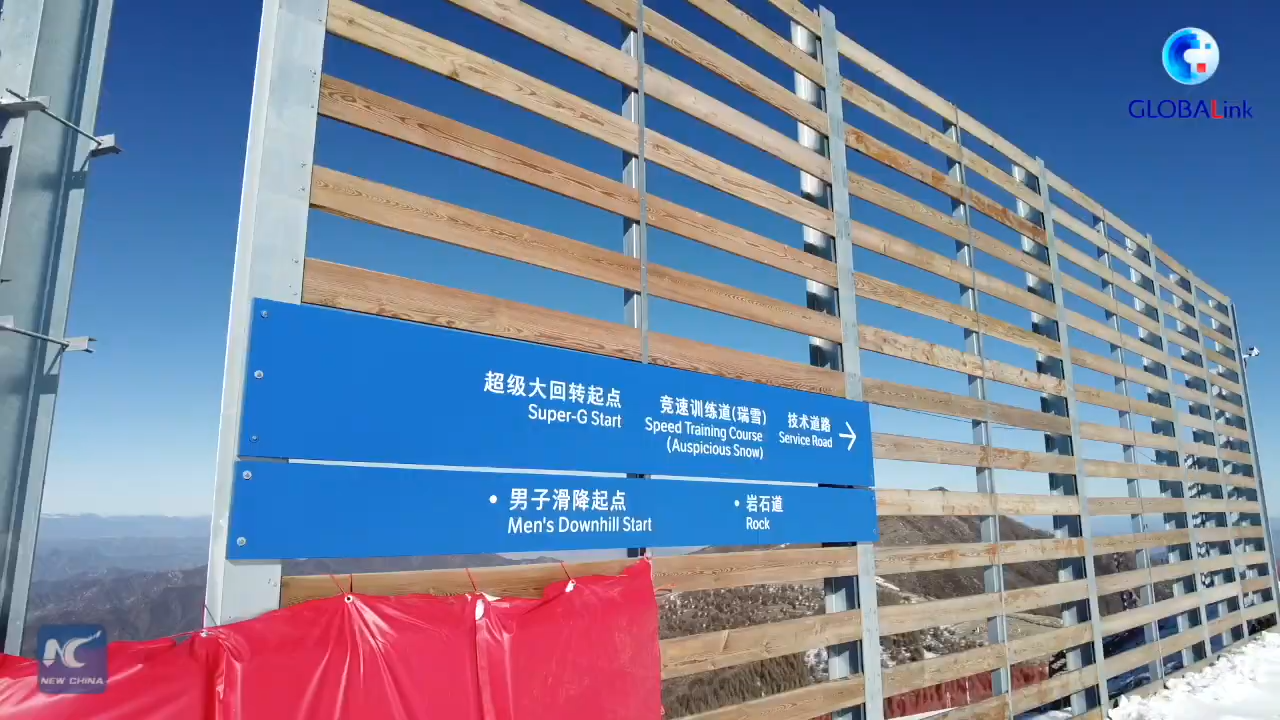 GLOBALink
超级大回转起点
Super-G Start
竞速训练道(瑞雪)
Speed Training Course
(Auspicious Snow)
技术道路
Service Road
• 男子滑降起点
Men's Downhill Start
• 岩石道
Rock
NC
NEW CHINA